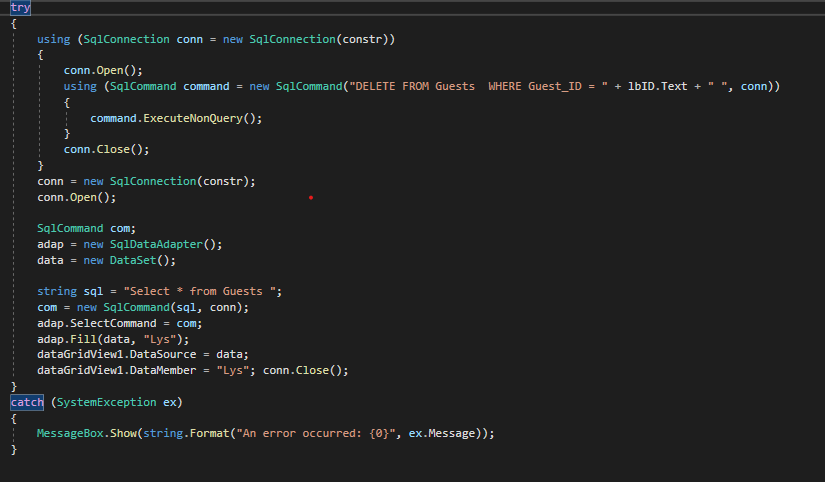 try
{
using (SqlConnection conn = new SqlConnection(constr))
{
conn.Open();
using (SqlCommand command = new SqlCommand("DELETE FROM Guests  WHERE Guest_ID = " + lbID.Text + " ", conn))
{
command.ExecuteNonQuery();
}
conn.Close();
}
conn = new SqlConnection(constr);
conn.Open();
SqlCommand com;
adap = new SqlDataAdapter();
data = new DataSet();
string sql = "Select * from Guests ";
com = new SqlCommand(sql, conn);
adap.SelectCommand = com;
adap.Fill(data, "Lys");
dataGridView1.DataSource = data;
dataGridView1.DataMember = "Lys"; conn.Close();
}
catch (SystemException ex)
{
MessageBox.Show(string.Format("An error occurred: {0}", ex.Message));
}